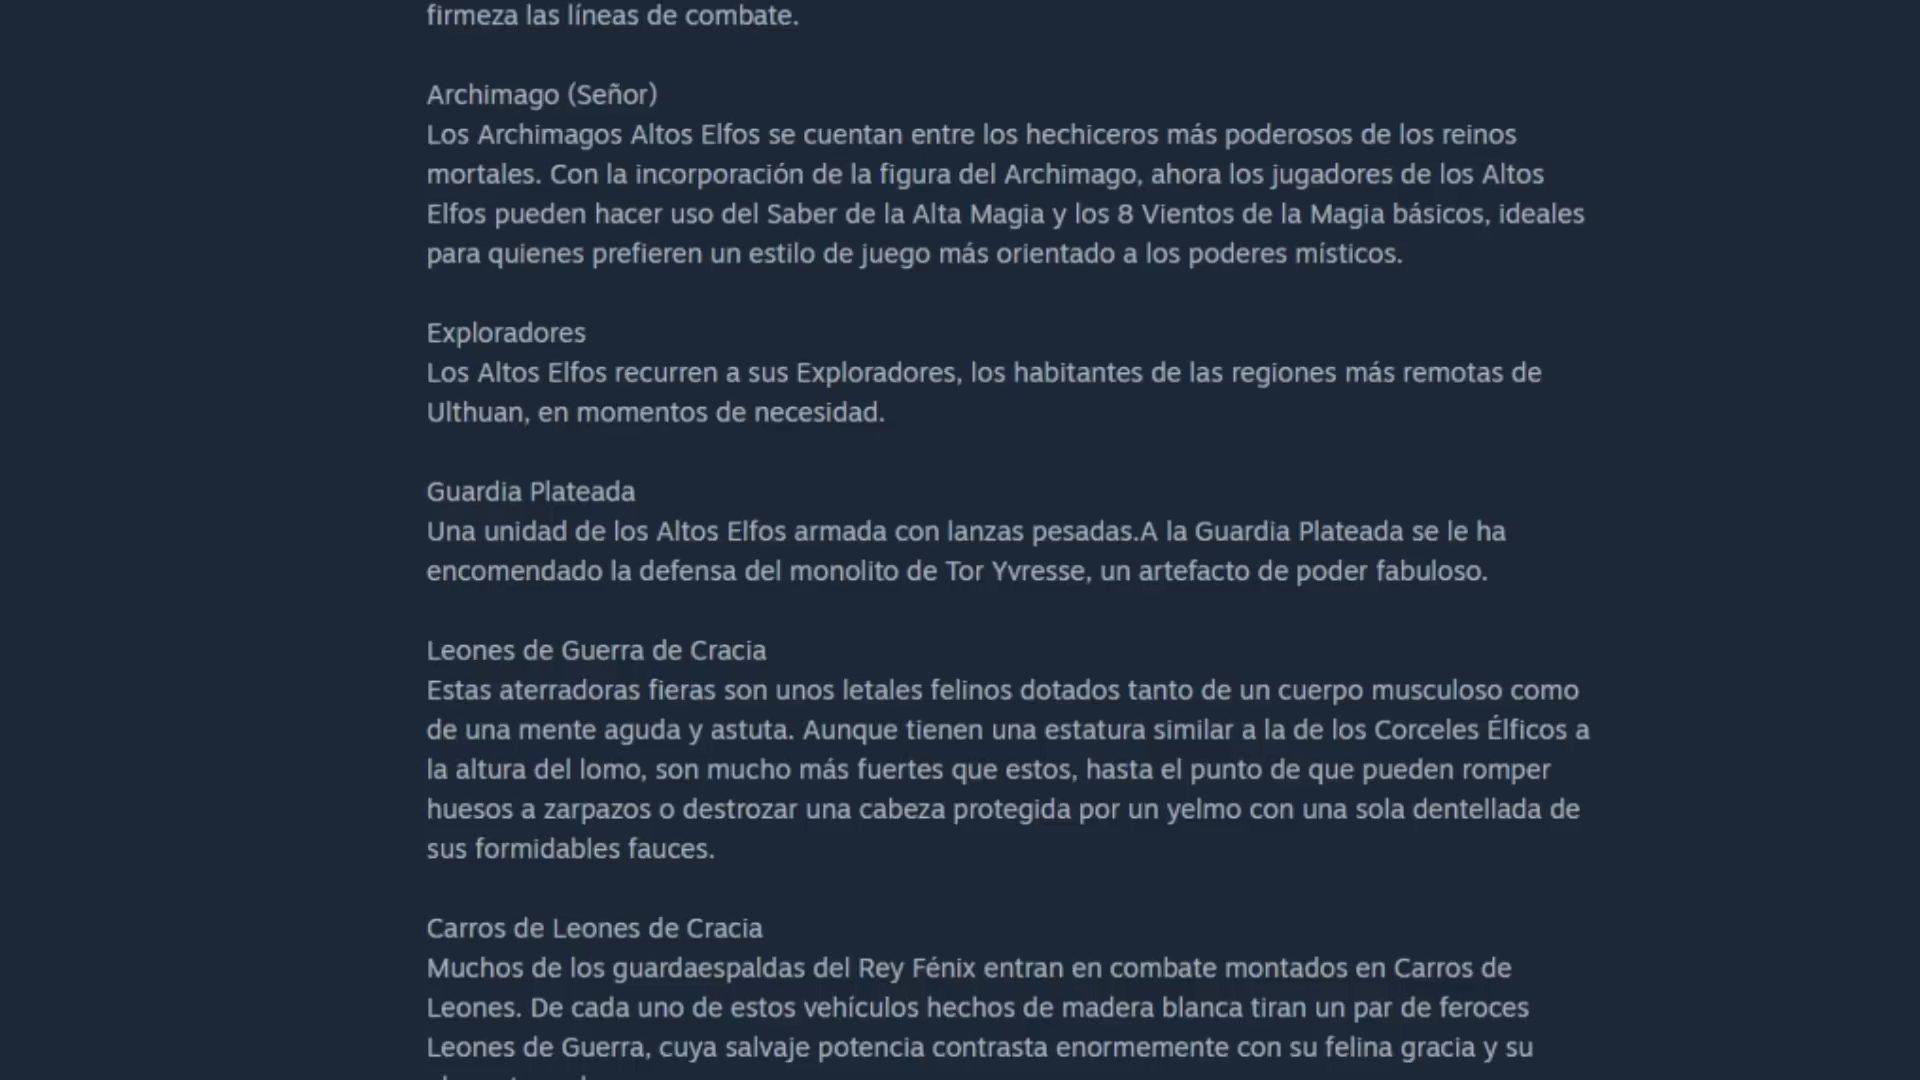 firmeza las líneas de combate.
Archimago (Señor)
Los Archimagos Altos Elfos se cuentan entre los hechiceros más poderosos de los reinos
mortales. Con la incorporación de la figura del Archimago, ahora los jugadores de los Altos
Elfos pueden hacer uso del Saber de la Alta Magia y los 8 Vientos de la Magia básicos, ideales
para quienes prefieren un estilo de juego más orientado a los poderes místicos.
Exploradores
Los Altos Elfos recurren a sus Exploradores, los habitantes de las regiones más remotas de
Ulthuan, en momentos de necesidad.
Guardia Plateada
Una unidad de los Altos Elfos armada con lanzas pesadas.A la Guardia Plateada se le ha
encomendado la defensa del monolito de Tor Yvresse, un artefacto de poder fabuloso.
Leones de Guerra de Cracia
Estas aterradoras fieras son unos letales felinos dotados tanto de un cuerpo musculoso como
de una mente aguda y astuta. Aunque tienen una estatura similar a la de los Corceles Élficos a
la altura del lomo, son mucho más fuertes que estos, hasta el punto de que pueden romper
huesos a zarpazos o destrozar una cabeza protegida por un yelmo con una sola dentellada de
sus formidables fauces.
Carros de Leones de Cracia
Muchos de los guardaespaldas del Rey Fénix entran en combate montados en Carros de
Leones. De cada uno de estos vehículos hechos de madera blanca tiran un par de feroces
Leones de Guerra, cuya salvaje potencia contrasta enormemente con su felina gracia y su